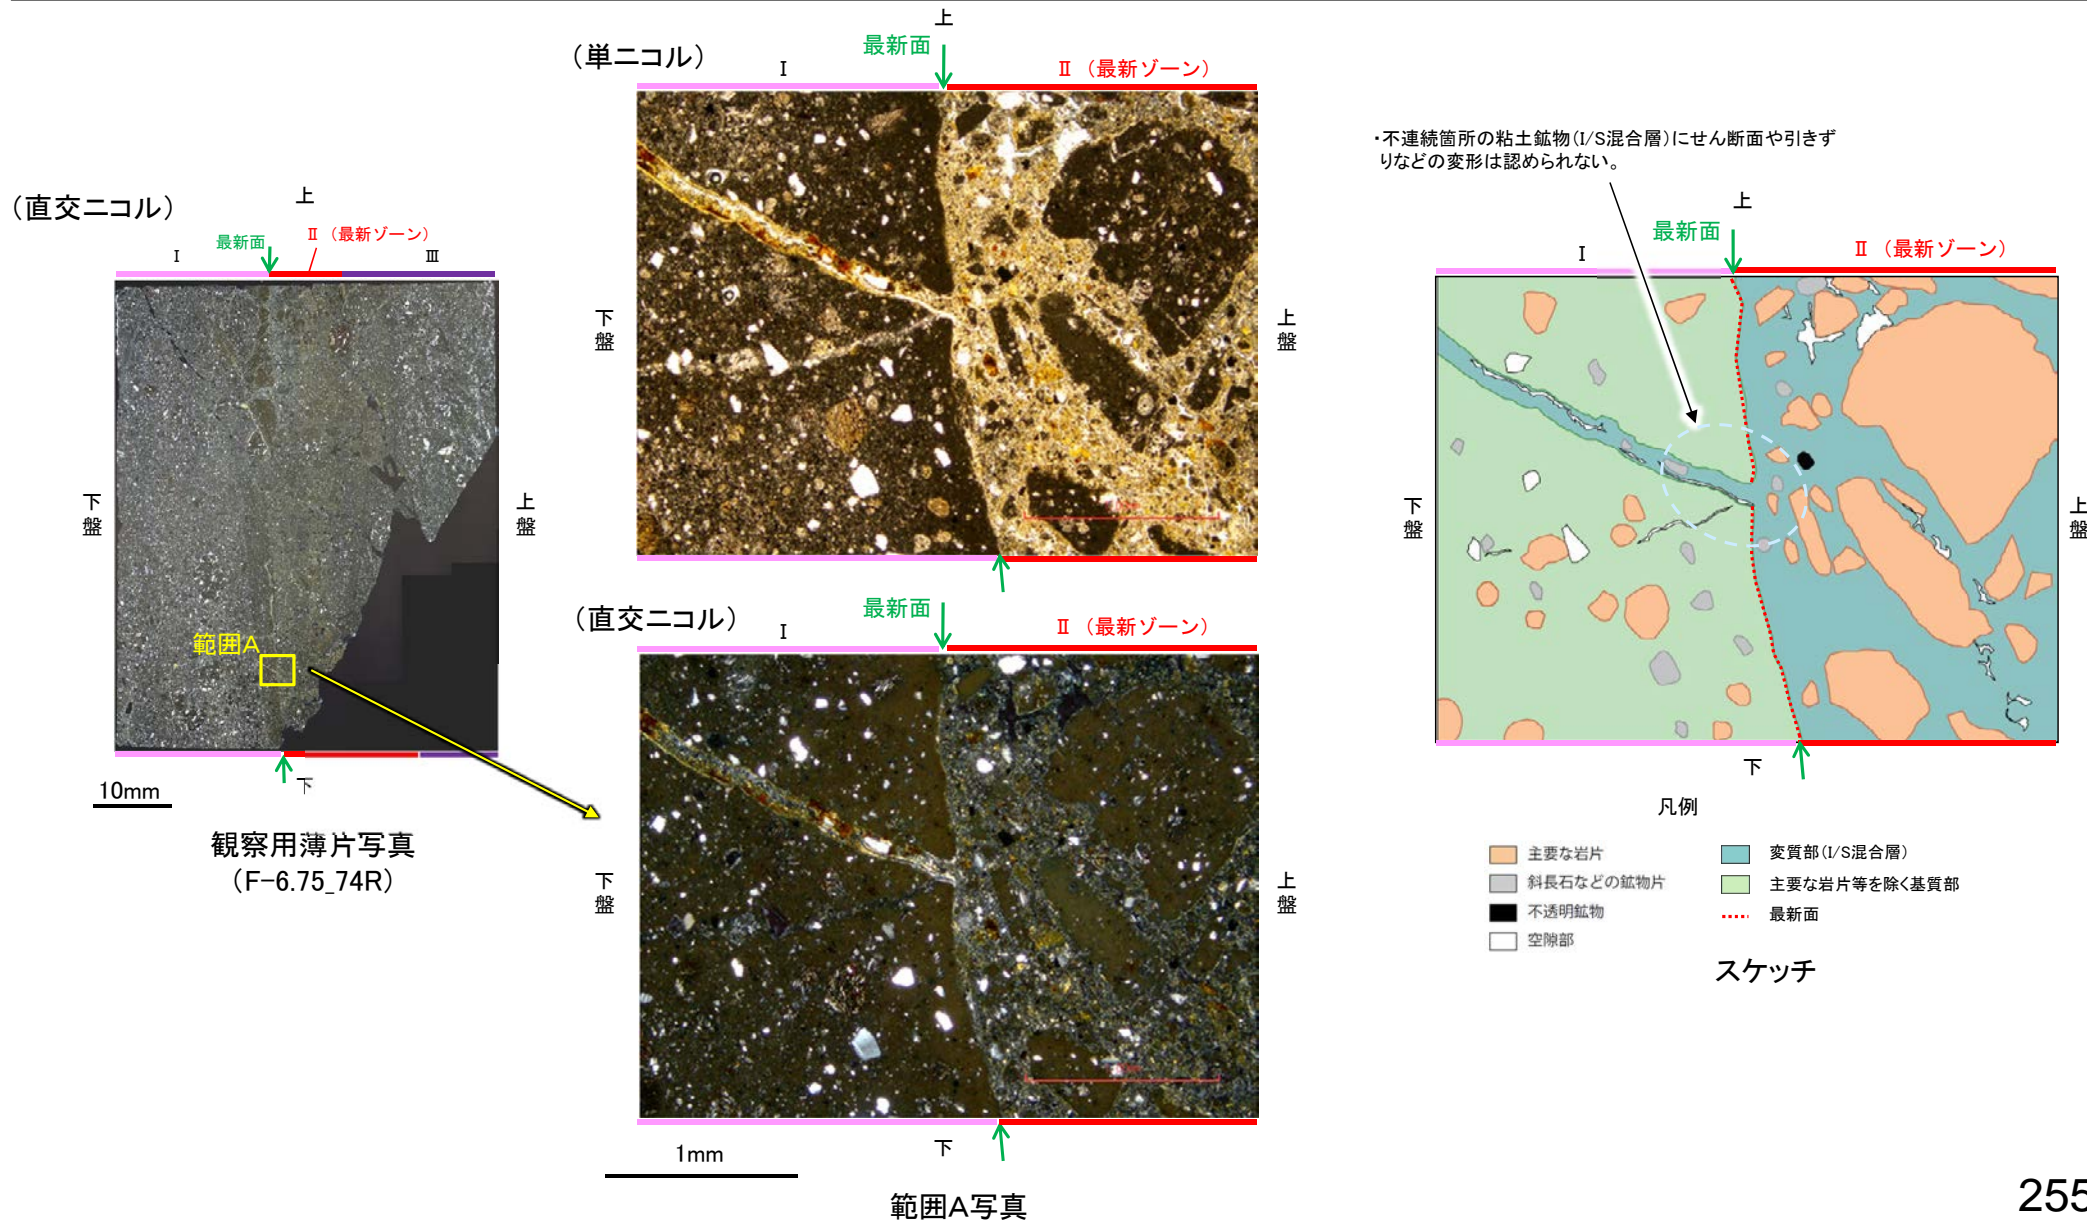 (直交ニコル)
上
最新面
Ⅱ (最新ゾーン)
Ⅰ
Ⅲ
下盤
上盤
範囲A
10mm
下
観察用薄片写真
(F-6.75_74R)
(単ニコル)
上
最新面
Ⅰ
Ⅱ (最新ゾーン)
下盤
上盤
(直交ニコル)
最新面
Ⅰ
Ⅱ (最新ゾーン)
下盤
上盤
下
1mm
範囲A写真
・不連続箇所の粘土鉱物(I/S混合層)にせん断面や引きず
りなどの変形は認められない。
上
最新面
Ⅰ
Ⅱ (最新ゾーン)
下盤
上盤
下
凡例
主要な岩片
斜長石などの鉱物片
不透明鉱物
空隙部
変質部(I/S混合層)
主要な岩片等を除く基質部
最新面
スケッチ
255